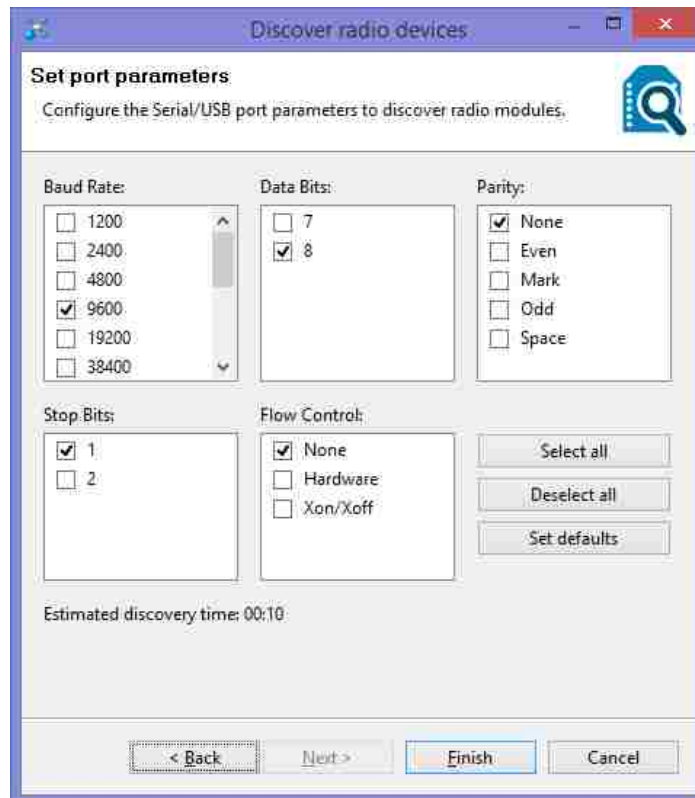 Discover radio devices
Set port parameters
Configure the Serial/USB port parameters to discover radio modules.
Baud Rate:
1200
2400
4800
9600
19200
38400
Data Bits:
7
8
Parity:
None
Even
Mark
Odd
Space
Stop Bits:
1
2
Flow Control:
None
Hardware
Xon/Xoff
Select all
Deselect all
Set defaults
Estimated discovery time: 00:10
< Back
Next >
Finish
Cancel